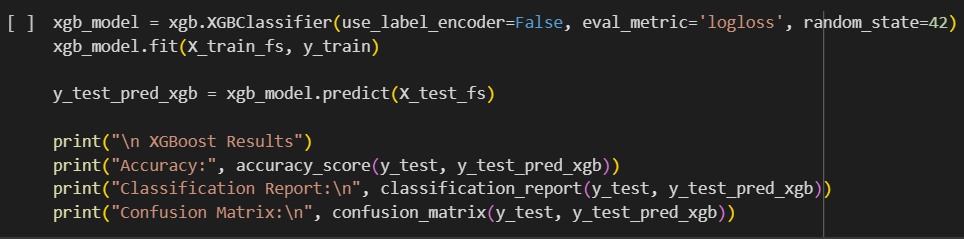 [ ] xgb_model = xgb.XGBClassifier(use_label_encoder=False, eval_metric='logloss', random_state=42)
xgb_model.fit(X_train_fs, y_train)
y_test_pred_xgb = xgb_model.predict(X_test_fs)
print("\n XGBoost Results")
print("Accuracy:", accuracy_score(y_test, y_test_pred_xgb))
print("Classification Report:\n", classification_report(y_test, y_test_pred_xgb))
print("Confusion Matrix:\n", confusion_matrix(y_test, y_test_pred_xgb))